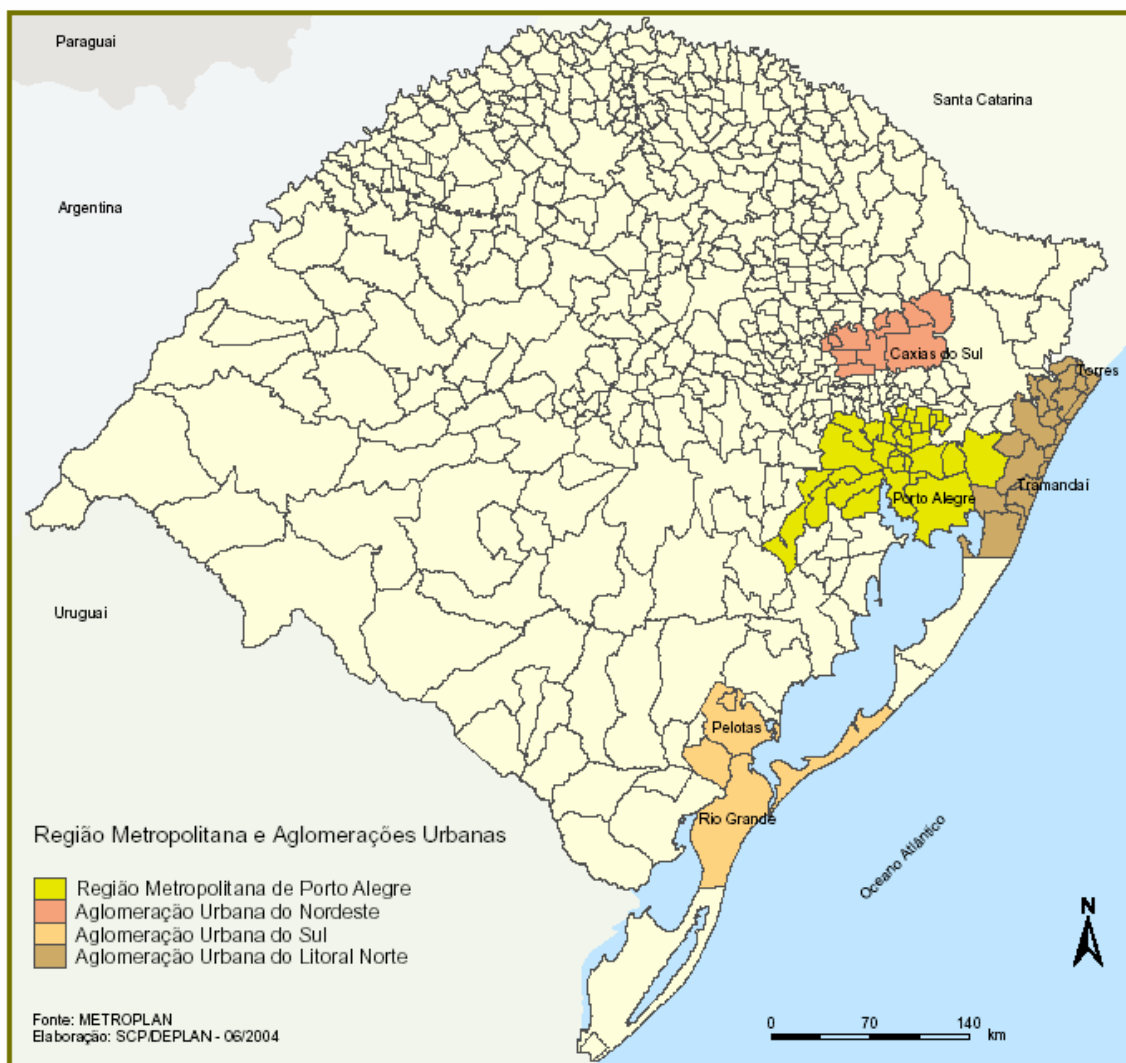 Paraguai
Santa Catarina
Argentina
Caxias do Sul
Torres
Tramandaí
Porto Alegre
Uruguai
Pelotas
Rio Grande
Oceano Atlântico
Região Metropolitana e Aglomerações Urbanas
Região Metropolitana de Porto Alegre
Aglomeração Urbana do Nordeste
Aglomeração Urbana do Sul
Aglomeração Urbana do Litoral Norte
N
Fonte: METROPLAN
Elaboração: SCP/DEPLAN - 06/2004
0 70 140
km